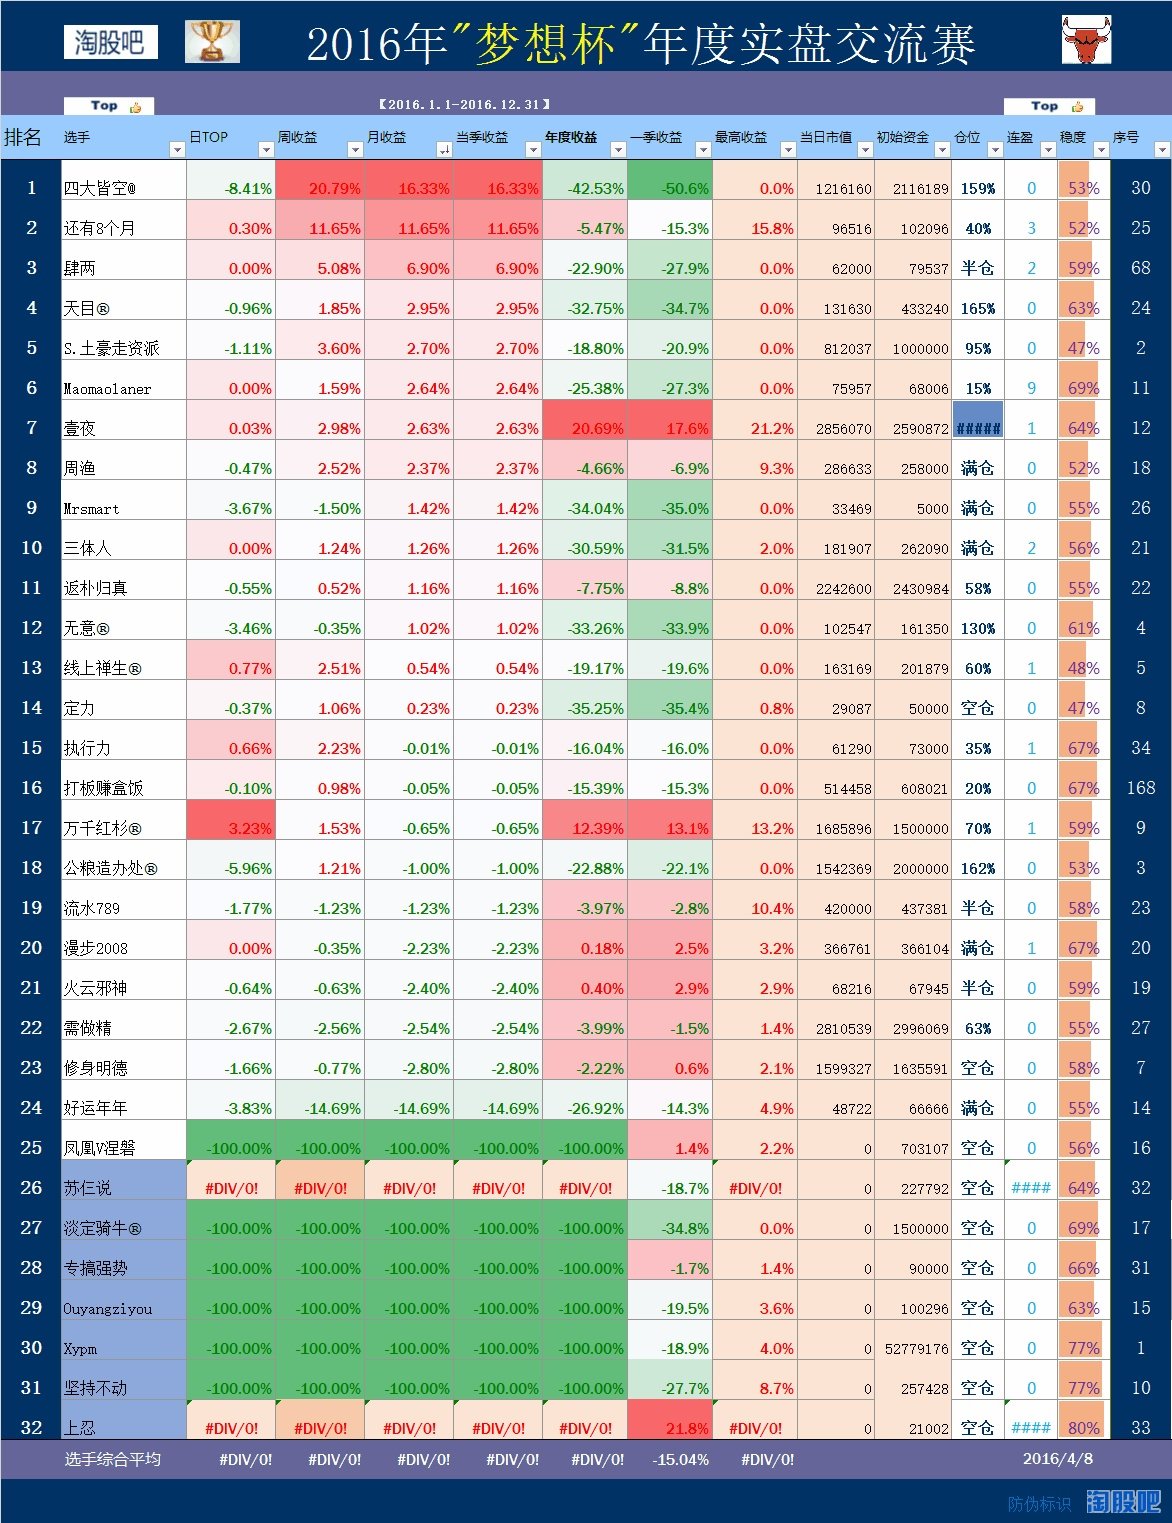 淘股吧 2016年"梦想杯"年度实盘交流赛
Top 【2016.1.1-2016.12.31】 Top
排名 选手 日TOP 周收益 月收益 当季收益 年度收益 一季收益 最高收益 当日市值 初始资金 仓位 连盈 稳度 序号
1 四大皆空@ -8.41% 20.79% 16.33% 16.33% -42.53% -50.6% 0.0% 1216160 2116189 159% 0 53% 30
2 还有8个月 0.30% 11.65% 11.65% 11.65% -5.47% -15.3% 15.8% 96516 102096 40% 3 52% 25
3 肆两 0.00% 5.08% 6.90% 6.90% -22.90% -27.9% 0.0% 62000 79537 半仓 2 59% 68
4 天目® -0.96% 1.85% 2.95% 2.95% -32.75% -34.7% 0.0% 131630 433240 165% 0 63% 24
5 S.土豪走资派 -1.11% 3.60% 2.70% 2.70% -18.80% -20.9% 0.0% 812037 1000000 95% 0 47% 2
6 Maomaolaner 0.00% 1.59% 2.64% 2.64% -25.38% -27.3% 0.0% 75957 68006 15% 9 69% 11
7 壹夜 0.03% 2.98% 2.63% 2.63% 20.69% 17.6% 21.2% 2856070 2590872 ##### 1 64% 12
8 周渔 -0.47% 2.52% 2.37% 2.37% -4.66% -6.9% 9.3% 286633 258000 满仓 0 52% 18
9 Mrsmart -3.67% -1.50% 1.42% 1.42% -34.04% -35.0% 0.0% 33469 5000 满仓 0 55% 26
10 三体人 0.00% 1.24% 1.26% 1.26% -30.59% -31.5% 2.0% 181907 262090 满仓 2 56% 21
11 返朴归真 -0.55% 0.52% 1.16% 1.16% -7.75% -8.8% 0.0% 2242600 2430984 58% 0 55% 22
12 无意® -3.46% -0.35% 1.02% 1.02% -33.26% -33.9% 0.0% 102547 161350 130% 0 61% 4
13 线上禅生® 0.77% 2.51% 0.54% 0.54% -19.17% -19.6% 0.0% 163169 201879 60% 1 48% 5
14 定力 -0.37% 1.06% 0.23% 0.23% -35.25% -35.4% 0.8% 29087 50000 空仓 0 47% 8
15 执行力 0.66% 2.23% -0.01% -0.01% -16.04% -16.0% 0.0% 61290 73000 35% 1 67% 34
16 打板赚盒饭 -0.10% 0.98% -0.05% -0.05% -15.39% -15.3% 0.0% 514458 608021 20% 0 67% 168
17 万千红杉® 3.23% 1.53% -0.65% -0.65% 12.39% 13.1% 13.2% 1685896 1500000 70% 1 59% 9
18 公粮造办处® -5.96% 1.21% -1.00% -1.00% -22.88% -22.1% 0.0% 1542369 2000000 162% 0 53% 3
19 流水789 -1.77% -1.23% -1.23% -1.23% -3.97% -2.8% 10.4% 420000 437381 半仓 0 58% 23
20 漫步2008 0.00% -0.35% -2.23% -2.23% 0.18% 2.5% 3.2% 366761 366104 满仓 1 67% 20
21 火云邪神 -0.64% -0.63% -2.40% -2.40% 0.40% 2.9% 2.9% 68216 67945 半仓 0 59% 19
22 需做精 -2.67% -2.56% -2.54% -2.54% -3.99% -1.5% 1.4% 2810539 2996069 63% 0 55% 27
23 修身明德 -1.66% -0.77% -2.80% -2.80% -2.22% 0.6% 2.1% 1599327 1635591 空仓 0 58% 7
24 好运年年 -3.83% -14.69% -14.69% -14.69% -26.92% -14.3% 4.9% 48722 66666 满仓 0 55% 14
25 凤凰V涅磐 -100.00% -100.00% -100.00% -100.00% -100.00% 1.4% 2.2% 0 703107 空仓 0 56% 16
26 苏仨说 #DIV/0! #DIV/0! #DIV/0! #DIV/0! #DIV/0! -18.7% #DIV/0! 0 227792 空仓 #### 64% 32
27 淡定骑牛® -100.00% -100.00% -100.00% -100.00% -100.00% -34.8% 0.0% 0 1500000 空仓 0 69% 17
28 专搞强势 -100.00% -100.00% -100.00% -100.00% -100.00% -1.7% 1.4% 0 90000 空仓 0 66% 31
29 Ouyangziyou -100.00% -100.00% -100.00% -100.00% -100.00% -19.5% 3.6% 0 100296 空仓 0 63% 15
30 Xypm -100.00% -100.00% -100.00% -100.00% -100.00% -18.9% 4.0% 0 52779176 空仓 0 77% 1
31 坚持不动 -100.00% -100.00% -100.00% -100.00% -100.00% -27.7% 8.7% 0 257428 空仓 0 77% 10
32 上忍 #DIV/0! #DIV/0! #DIV/0! #DIV/0! #DIV/0! 21.8% #DIV/0! 0 21002 空仓 #### 80% 33
选手综合平均 #DIV/0! #DIV/0! #DIV/0! #DIV/0! #DIV/0! -15.04% #DIV/0! 2016/4/8
防伪标识 淘股吧